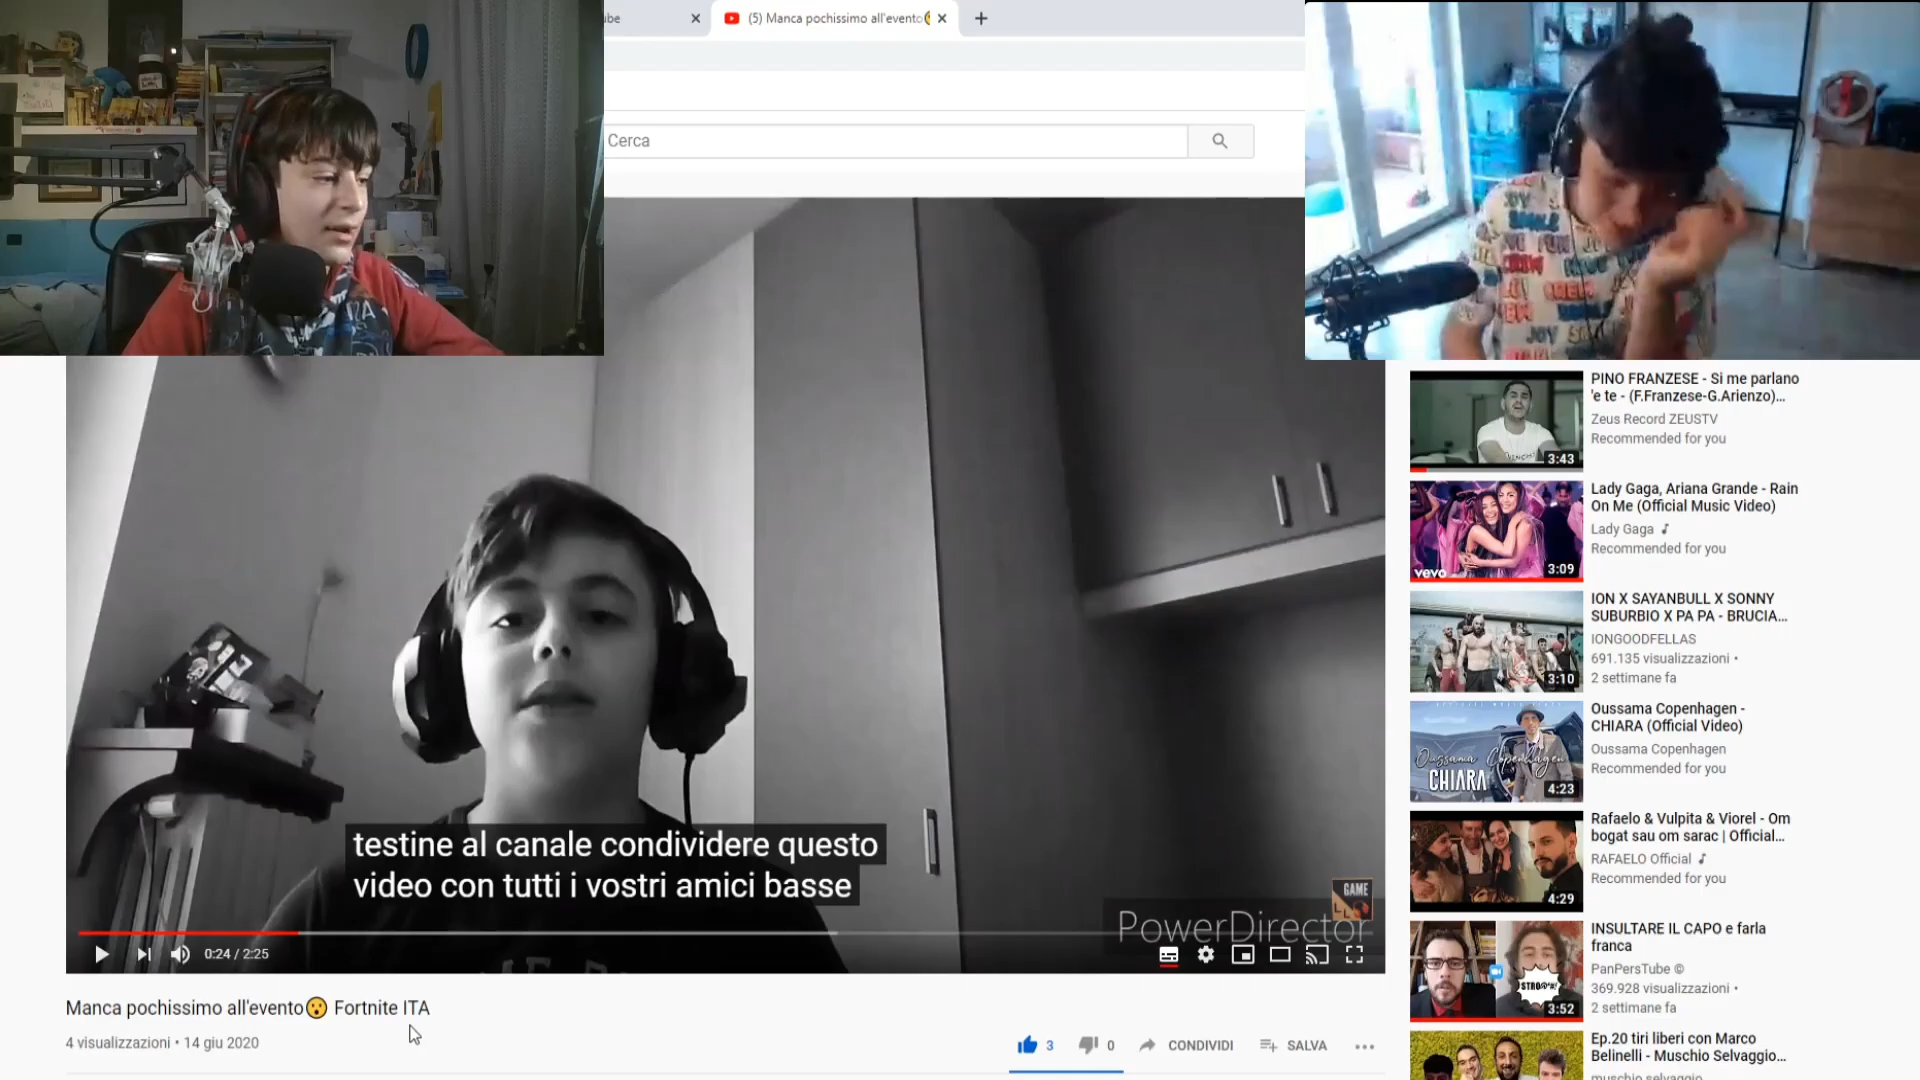 (5) Manca pochissimo all'evento
Cerca
testine al canale condividere questo
video con tutti i vostri amici basse
GAME
PowerDirector
0:24 / 2:25
Manca pochissimo all'evento😮 Fortnite ITA
4 visualizzazioni • 14 giu 2020
3
0
CONDIVIDI
SALVA
PINO FRANZESE - Si me parlano
'e te - (F.Franzese-G.Arienzo)...
Zeus Record ZEUSTV
Recommended for you
3:43
Lady Gaga, Ariana Grande - Rain
On Me (Official Music Video)
Lady Gaga
Recommended for you
vevo
3:09
ION X SAYANBULL X SONNY
SUBURBIO X PA PA - BRUCIA...
IONGOODFELLAS
691.135 visualizzazioni •
2 settimane fa
3:10
Oussama Copenhagen -
CHIARA (Official Video)
Oussama Copenhagen
Recommended for you
Oussama Copenhagen
CHIARA
4:23
Rafaelo & Vulpita & Viorel - Om
bogat sau om sarac | Official...
RAFAELO Official
Recommended for you
4:29
INSULTARE IL CAPO e farla
franca
PanPersTube ©
369.928 visualizzazioni •
2 settimane fa
3:52
Ep.20 tiri liberi con Marco
Belinelli - Muschio Selvaggio...
muschio selvaggio